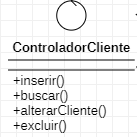 ControladorCliente
+inserir()
+buscar()
+alterarCliente()
+excluir()